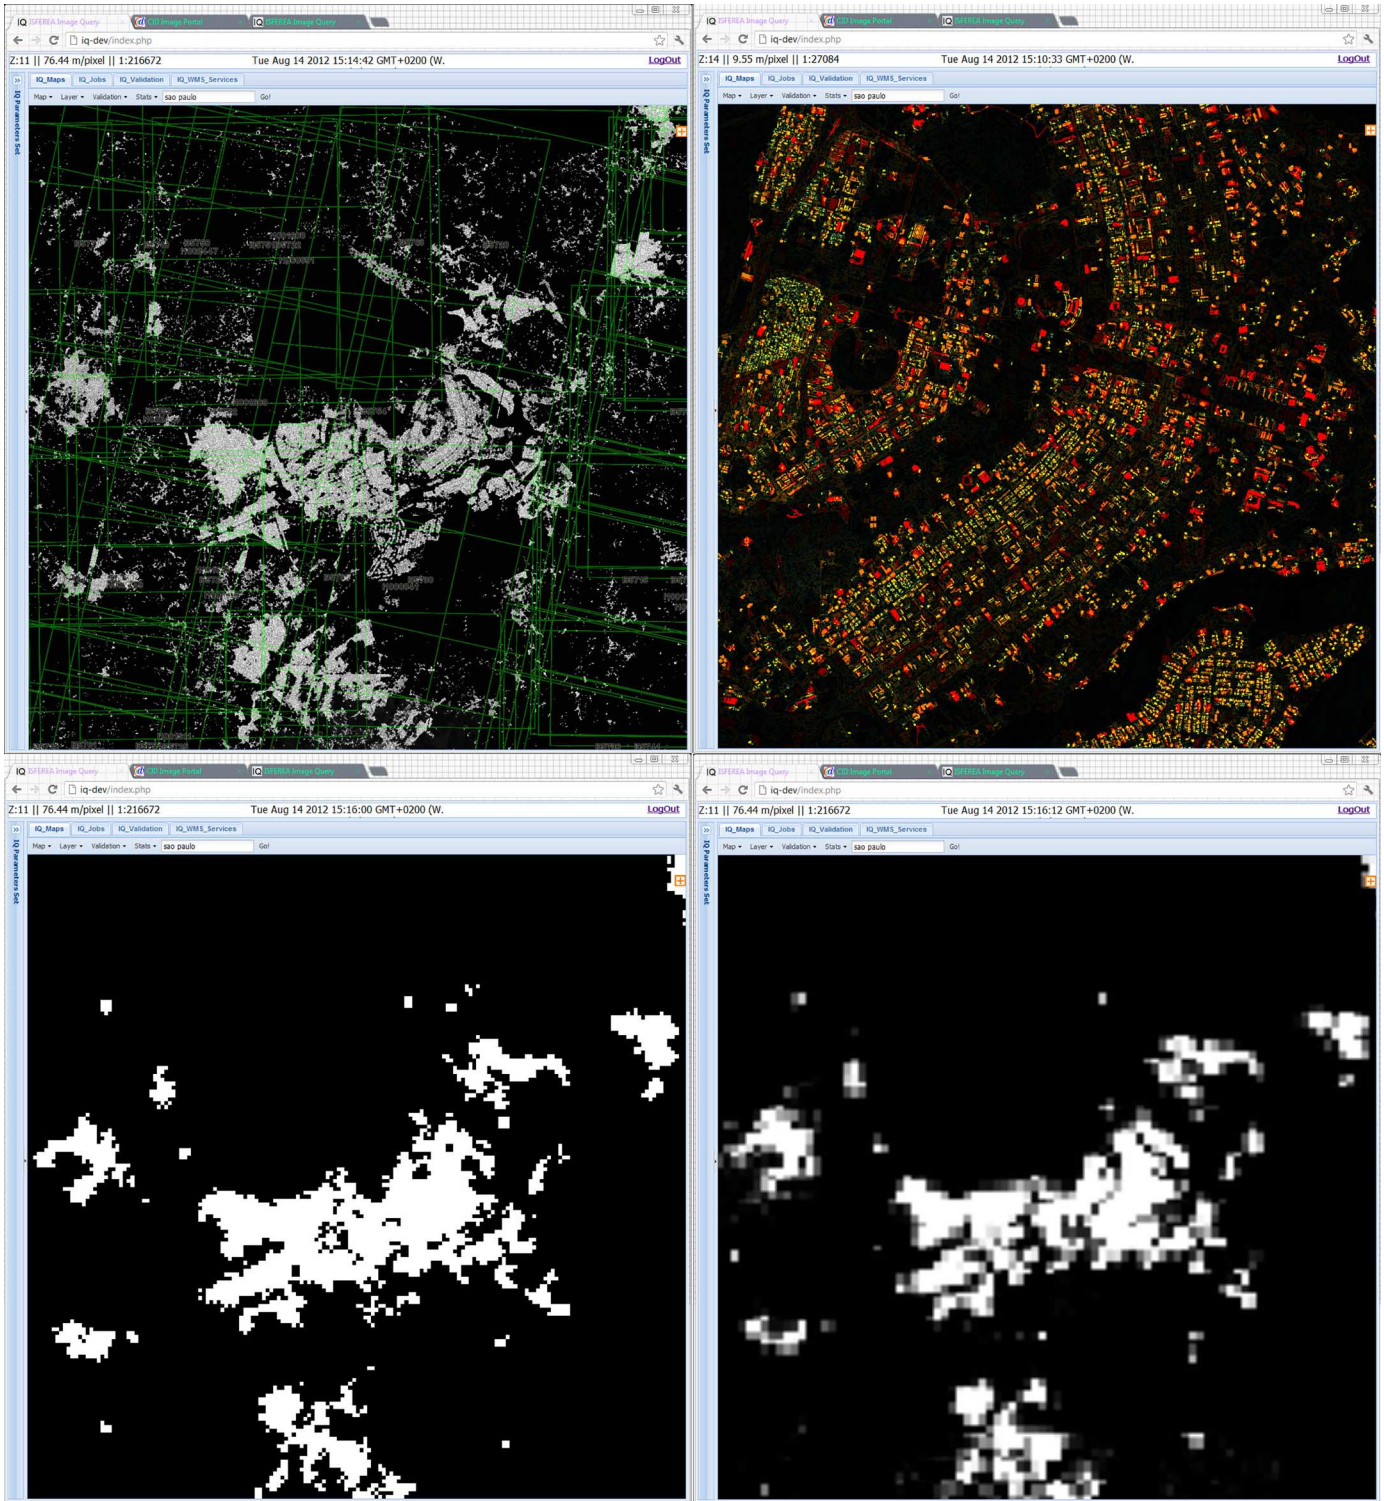 IQ ISFEREA Image Query
CID Image Portal
IQ ISFEREA Image Query
iq-dev/index.php
Z:11 || 76.44 m/pixel || 1:216672
Tue Aug 14 2012 15:14:42 GMT+0200 (W.
LogOut
IQ_Maps
IQ_Jobs
IQ_Validation
IQ_WMS_Services
Map
Layer
Validation
Stats
sao paulo
Go!
IQ Parameters Set
IQ ISFEREA Image Query
CID Image Portal
IQ ISFEREA Image Query
iq-dev/index.php
Z:14 || 9.55 m/pixel || 1:27084
Tue Aug 14 2012 15:10:33 GMT+0200 (W.
LogOut
IQ_Maps
IQ_Jobs
IQ_Validation
IQ_WMS_Services
Map
Layer
Validation
Stats
sao paulo
Go!
IQ Parameters Set
IQ ISFEREA Image Query
CID Image Portal
IQ ISFEREA Image Query
iq-dev/index.php
Z:11 || 76.44 m/pixel || 1:216672
Tue Aug 14 2012 15:16:00 GMT+0200 (W.
LogOut
IQ_Maps
IQ_Jobs
IQ_Validation
IQ_WMS_Services
Map
Layer
Validation
Stats
sao paulo
Go!
IQ Parameters Set
IQ ISFEREA Image Query
CID Image Portal
IQ ISFEREA Image Query
iq-dev/index.php
Z:11 || 76.44 m/pixel || 1:216672
Tue Aug 14 2012 15:16:12 GMT+0200 (W.
LogOut
IQ_Maps
IQ_Jobs
IQ_Validation
IQ_WMS_Services
Map
Layer
Validation
Stats
sao paulo
Go!
IQ Parameters Set